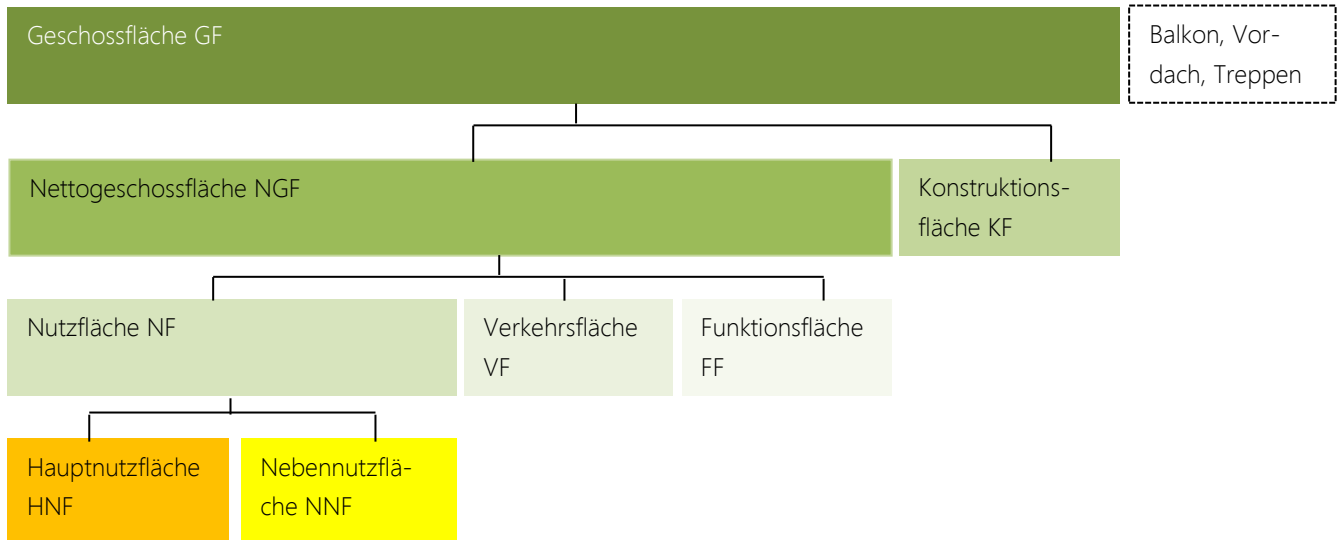 Geschossfläche GF
Balkon, Vor-
dach, Treppen
Nettogeschossfläche NGF
Konstruktions-
fläche KF
Nutzfläche NF
Verkehrsfläche
VF
Funktionsfläche
FF
Hauptnutzfläche
HNF
Nebennutzflä-
che NNF